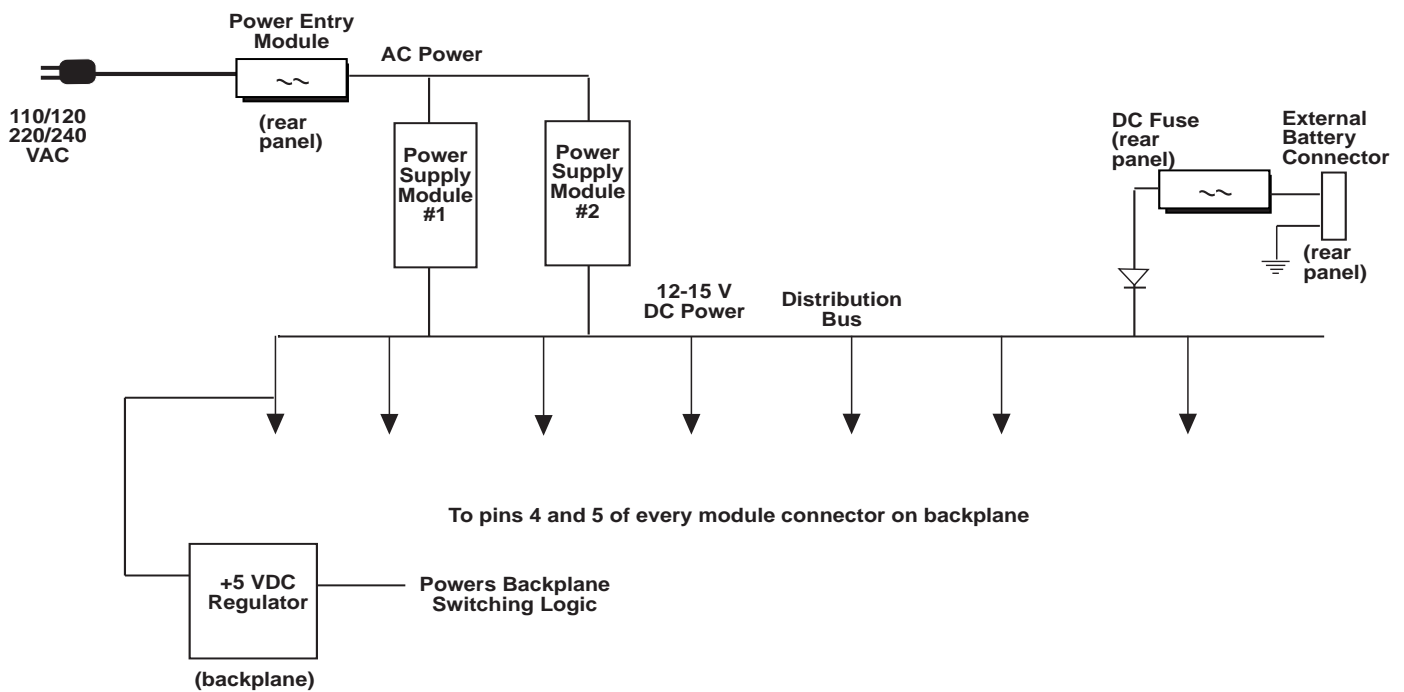 Power Entry
Module
AC Power
110/120
220/240
VAC
(rear
panel)
Power
Supply
Module
#1
Power
Supply
Module
#2
DC Fuse
(rear
panel)
External
Battery
Connector
(rear
panel)
12-15 V
DC Power
Distribution
Bus
To pins 4 and 5 of every module connector on backplane
+5 VDC
Regulator
Powers Backplane
Switching Logic
(backplane)